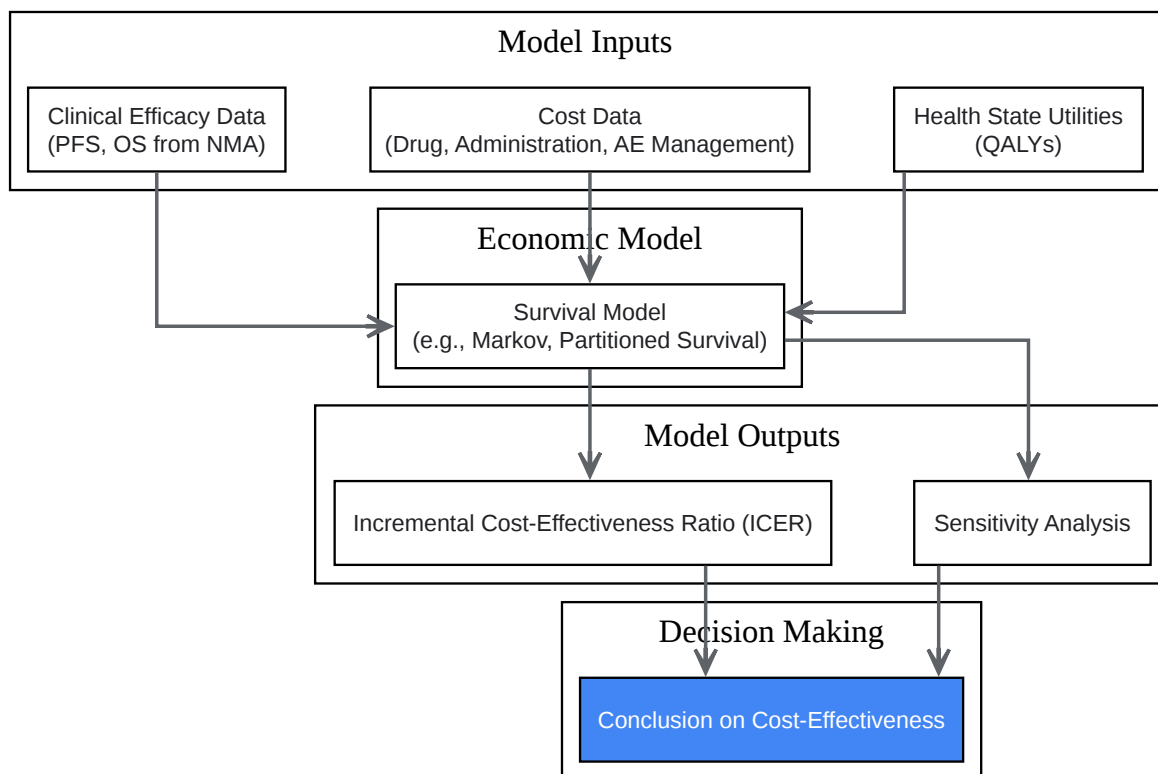 Model Inputs
Clinical Efficacy Data
(PFS, OS from NMA)
Cost Data
(Drug, Administration, AE Management)
Health State Utilities
(QALYs)
Economic Model
Survival Model
(e.g., Markov, Partitioned Survival)
Model Outputs
Incremental Cost-Effectiveness Ratio (ICER)
Sensitivity Analysis
Decision Making
Conclusion on Cost-Effectiveness